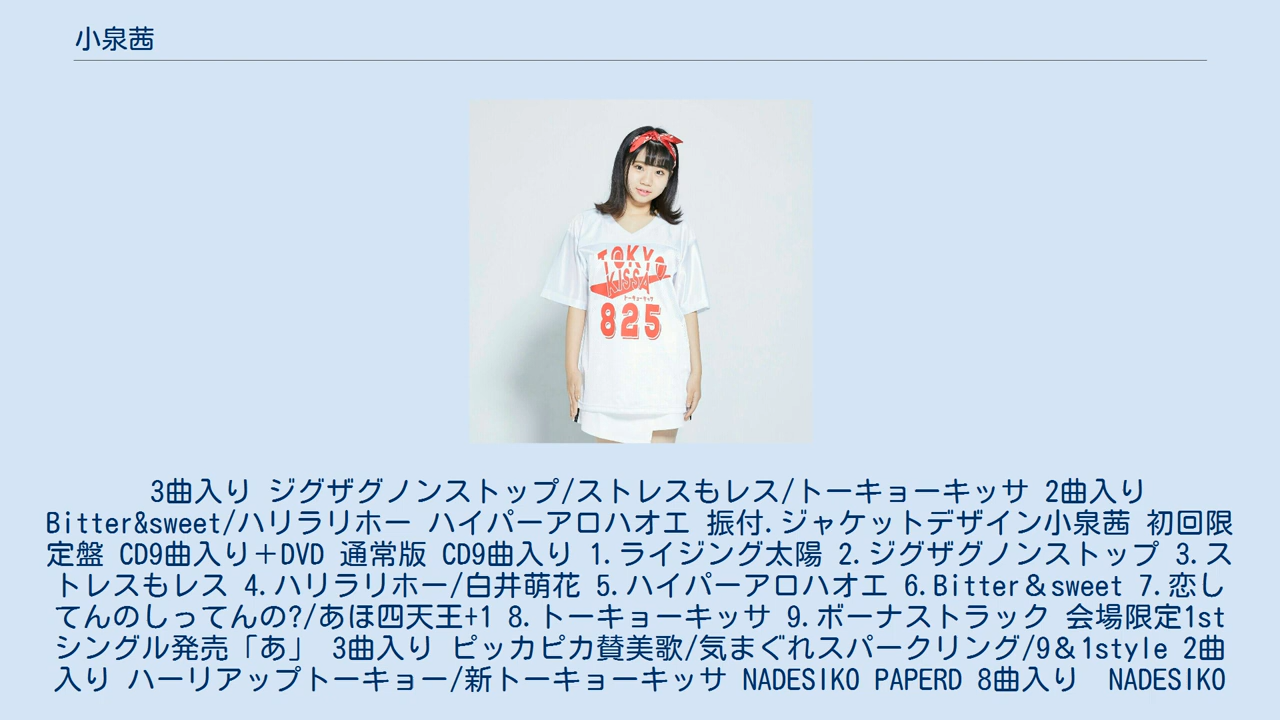 小泉茜
TOKYO
KISSA
トーキョーキッサ
825
3曲入り ジグザグノンストップ/ストレスもレス/トーキョーキッサ 2曲入り
Bitter&sweet/ハリラリホー ハイパーアロハオエ 振付.ジャケットデザイン小泉茜 初回限
定盤 CD9曲入り＋DVD 通常版 CD9曲入り 1.ライジング太陽 2.ジグザグノンストップ 3.ス
トレスもレス 4.ハリラリホー/白井萌花 5.ハイパーアロハオエ 6.Bitter＆sweet 7.恋し
てんのしってんの?/あほ四天王+1 8.トーキョーキッサ 9.ボーナストラック 会場限定1st
シングル発売「あ」 3曲入り ピッカピカ賛美歌/気まぐれスパークリング/9＆1style 2曲
入り ハーリアップトーキョー/新トーキョーキッサ NADESIKO PAPERD 8曲入り　NADESIKO